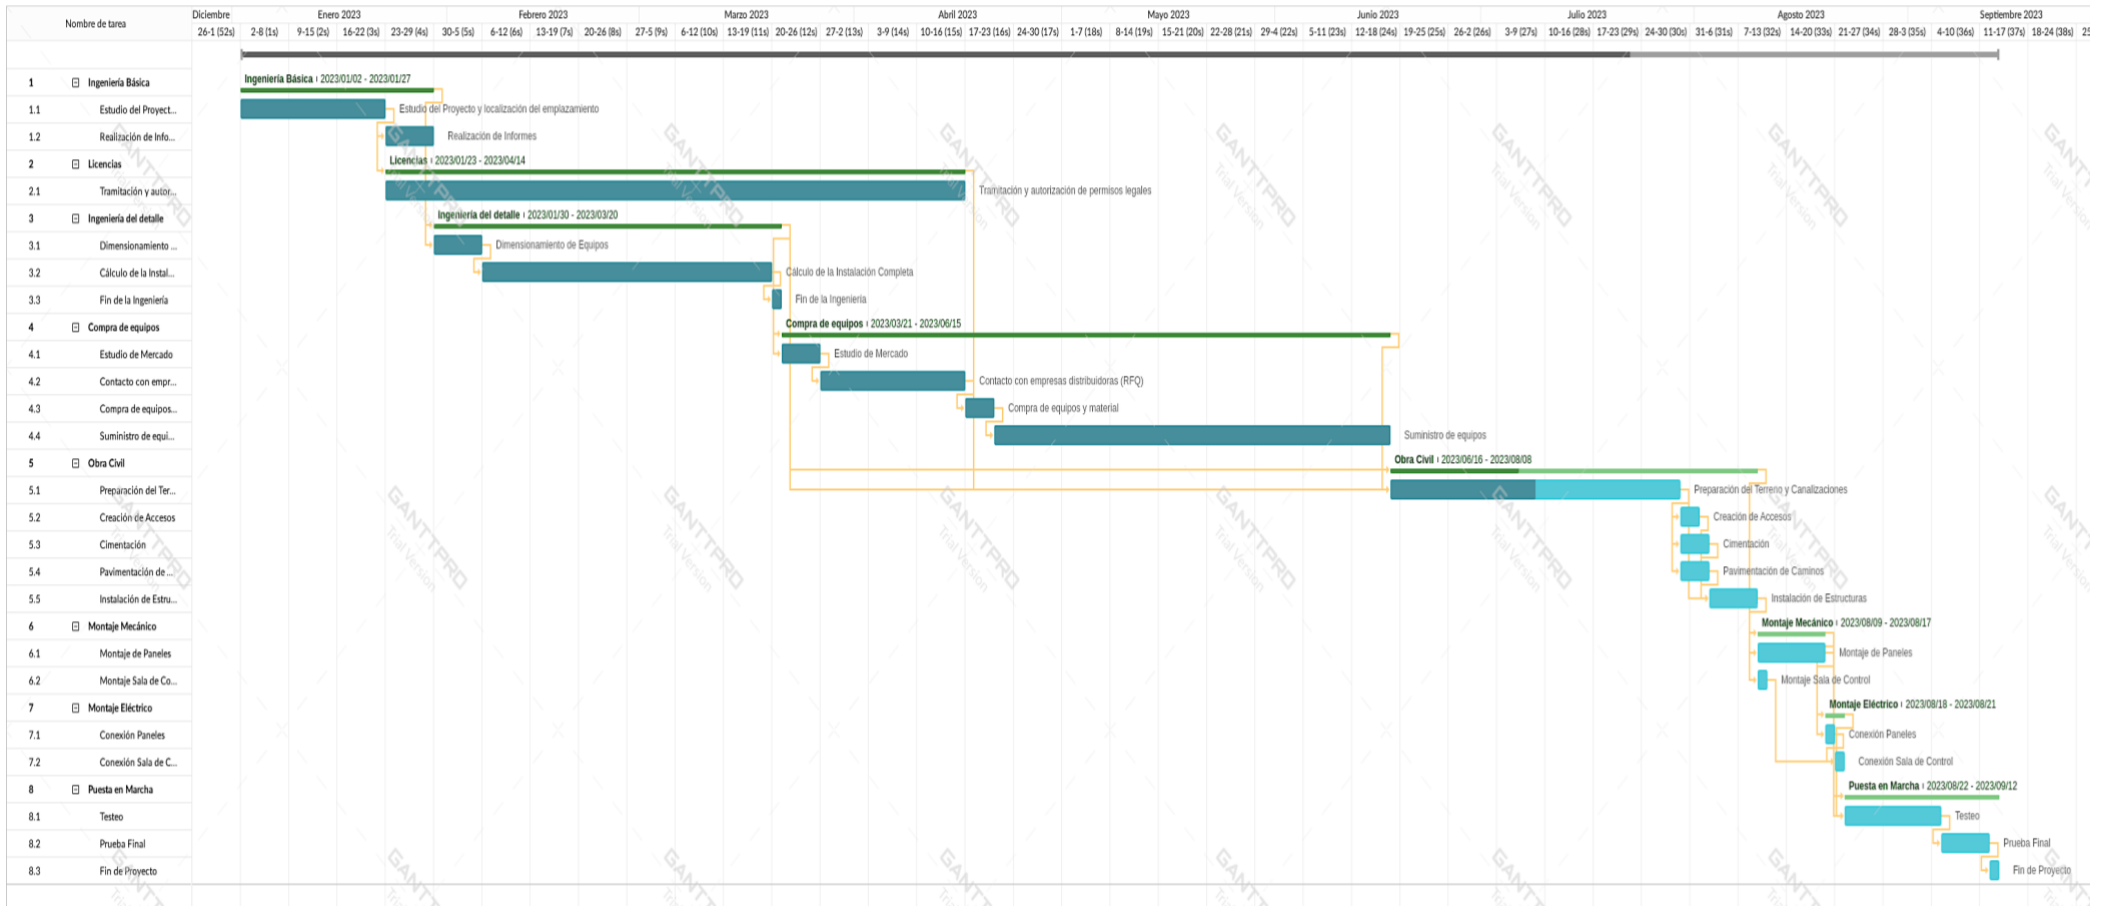 Nombre de tarea
Diciembre Enero 2023 Febrero 2023 Marzo 2023 Abril 2023 Mayo 2023 Junio 2023 Julio 2023 Agosto 2023 Septiembre 2023
26-1 (52s) 2-8 (1s) 9-15 (2s) 16-22 (3s) 23-29 (4s) 30-5 (5s) 6-12 (6s) 13-19 (7s) 20-26 (8s) 27-5 (9s) 6-12 (10s) 13-19 (11s) 20-26 (12s) 27-2 (13s) 3-9 (14s) 10-16 (15s) 17-23 (16s) 24-30 (17s) 1-7 (18s) 8-14 (19s) 15-21 (20s) 22-28 (21s) 29-4 (22s) 5-11 (23s) 12-18 (24s) 19-25 (25s) 26-2 (26s) 3-9 (27s) 10-16 (28s) 17-23 (29s) 24-30 (30s) 31-6 (31s) 7-13 (32s) 14-20 (33s) 21-27 (34s) 28-3 (35s) 4-10 (36s) 11-17 (37s) 18-24 (38s) 25
1 Ingeniería Básica Ingeniería Básica 2023/01/02 - 2023/01/27
1.1 Estudio del Proyect... Estudio del Proyecto y localización del emplazamiento
1.2 Realización de Info... Realización de Informes
2 Licencias Licencias 2023/01/23 - 2023/04/14
2.1 Tramitación y autor... Tramitación y autorización de permisos legales
3 Ingeniería del detalle Ingeniería del detalle 2023/01/30 - 2023/03/20
3.1 Dimensionamiento ... Dimensionamiento de Equipos
3.2 Cálculo de la Instal... Cálculo de la Instalación Completa
3.3 Fin de la Ingeniería Fin de la Ingeniería
4 Compra de equipos Compra de equipos 2023/03/21 - 2023/06/15
4.1 Estudio de Mercado Estudio de Mercado
4.2 Contacto con empr... Contacto con empresas distribuidoras (RFQ)
4.3 Compra de equipos... Compra de equipos y material
4.4 Suministro de equi... Suministro de equipos
5 Obra Civil Obra Civil 2023/06/16 - 2023/08/08
5.1 Preparación del Ter... Preparación del Terreno y Canalizaciones
5.2 Creación de Accesos Creación de Accesos
5.3 Cimentación Cimentación
5.4 Pavimentación de ... Pavimentación de Caminos
5.5 Instalación de Estru... Instalación de Estructuras
6 Montaje Mecánico Montaje Mecánico 2023/08/09 - 2023/08/17
6.1 Montaje de Paneles Montaje de Paneles
6.2 Montaje Sala de Co... Montaje Sala de Control
7 Montaje Eléctrico Montaje Eléctrico 2023/08/18 - 2023/08/21
7.1 Conexión Paneles Conexión Paneles
7.2 Conexión Sala de C... Conexión Sala de Control
8 Puesta en Marcha Puesta en Marcha 2023/08/22 - 2023/09/12
8.1 Testeo Testeo
8.2 Prueba Final Prueba Final
8.3 Fin de Proyecto Fin de Proyecto
GANTTPRO
Trial Version